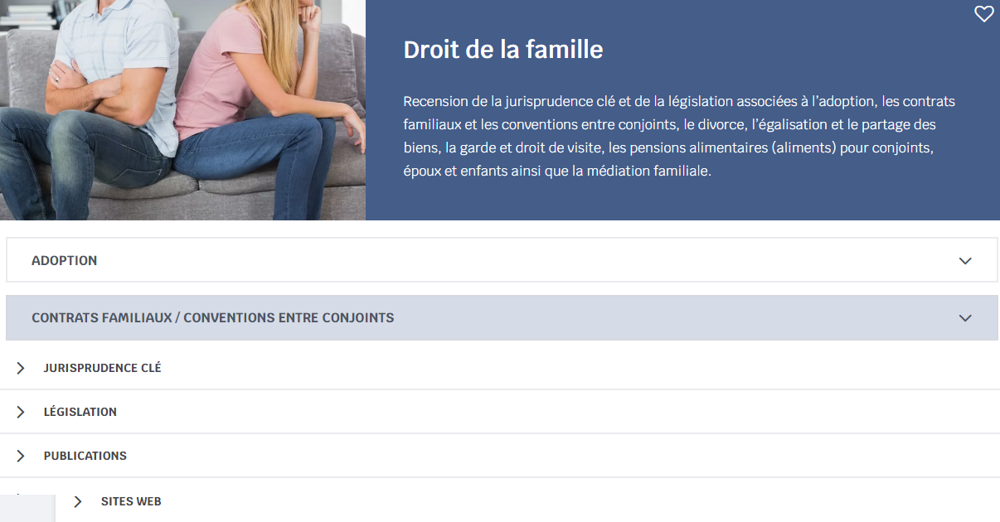 Droit de la famille
Recension de la jurisprudence clé et de la législation associées à l’adoption, les contrats
familiaux et les conventions entre conjoints, le divorce, l’égalisation et le partage des
biens, la garde et droit de visite, les pensions alimentaires (aliments) pour conjoints,
époux et enfants ainsi que la médiation familiale.
ADOPTION
CONTRATS FAMILIAUX / CONVENTIONS ENTRE CONJOINTS
JURISPRUDENCE CLÉ
LÉGISLATION
PUBLICATIONS
SITES WEB